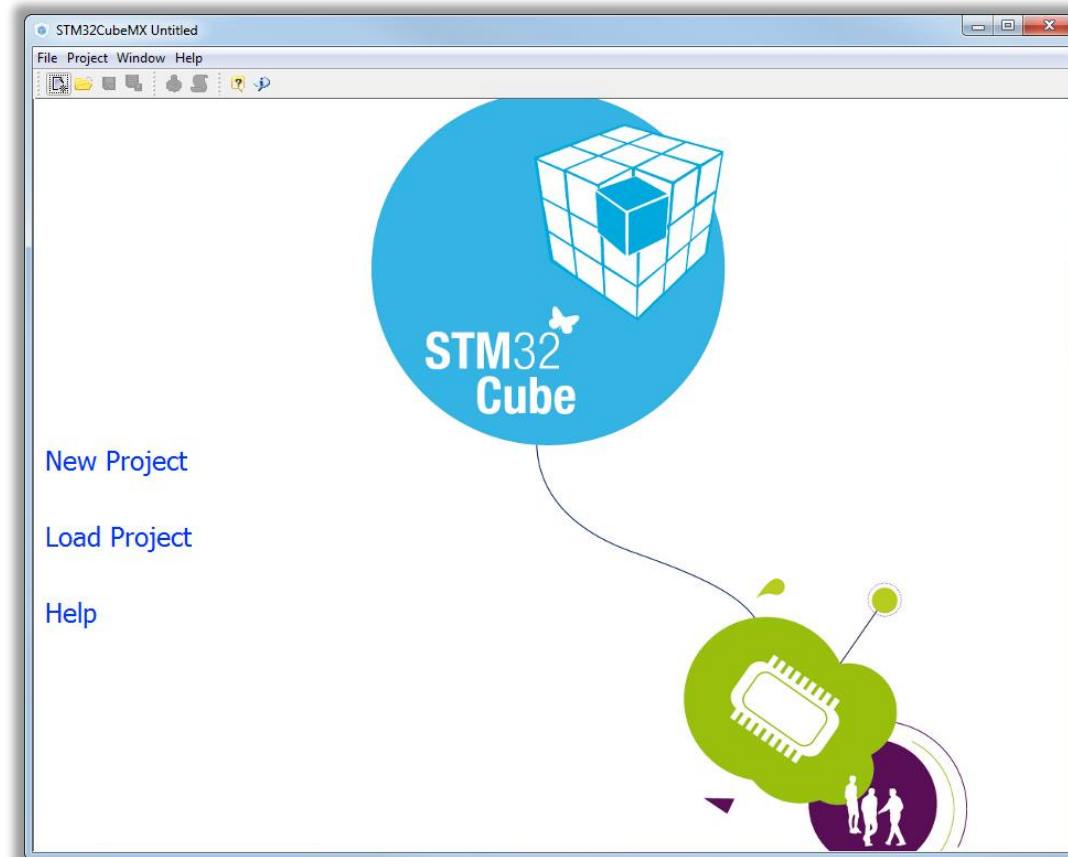 STM32CubeMX Untitled
File Project Window Help
STM32
Cube
New Project
Load Project
Help